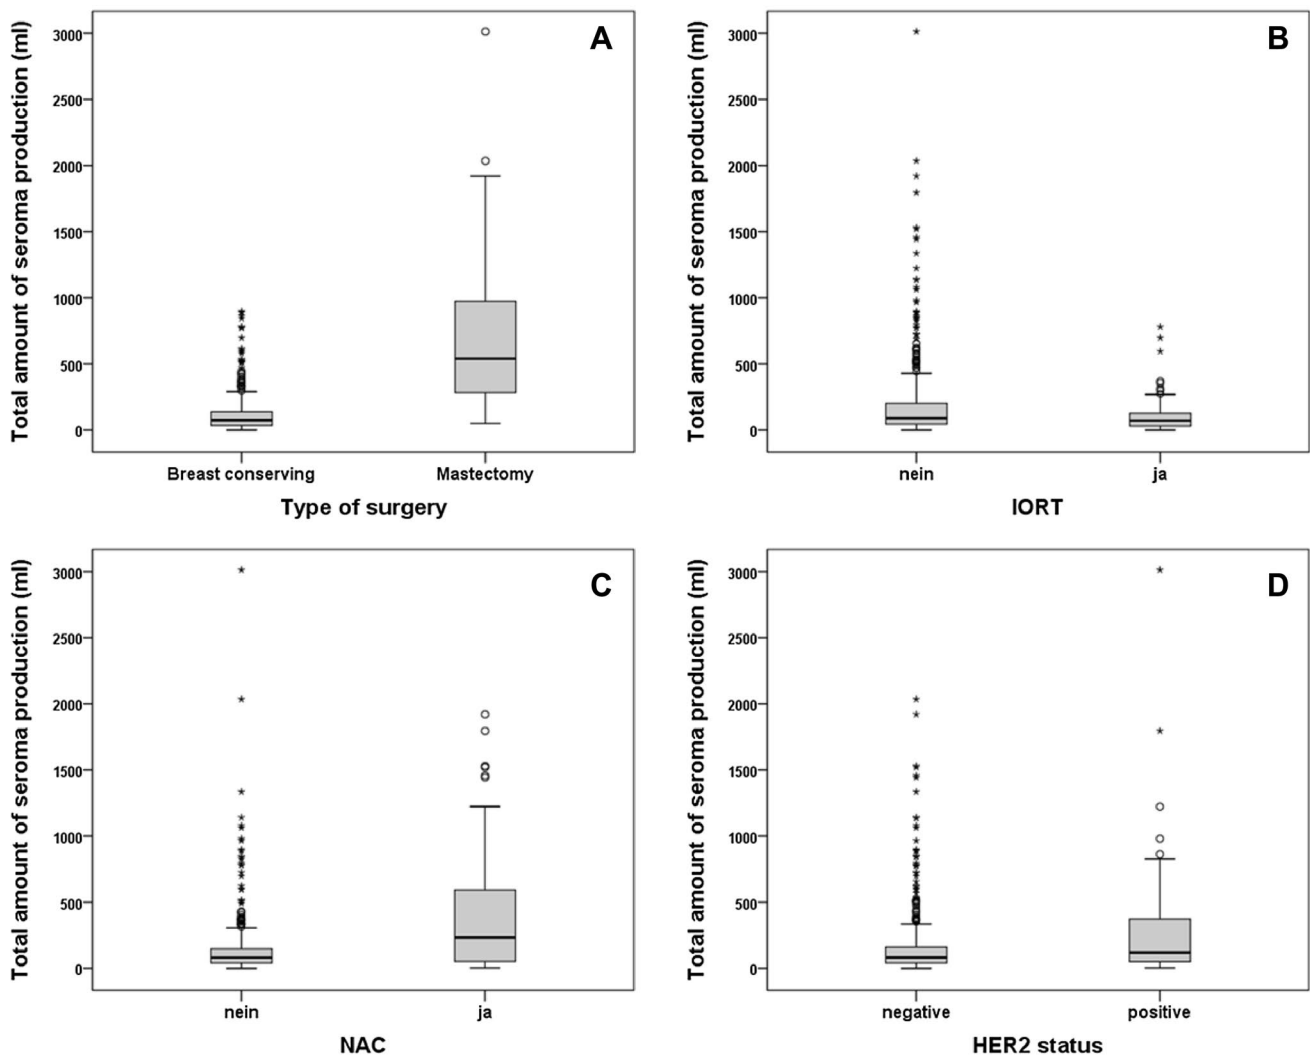 A
Total amount of seroma production (ml)
3000
2500
2000
1500
1000
500
0
Breast conserving
Mastectomy
Type of surgery
B
Total amount of seroma production (ml)
3000
2500
2000
1500
1000
500
0
nein
ja
IORT
C
Total amount of seroma production (ml)
3000
2500
2000
1500
1000
500
0
nein
ja
NAC
D
Total amount of seroma production (ml)
3000
2500
2000
1500
1000
500
0
negative
positive
HER2 status